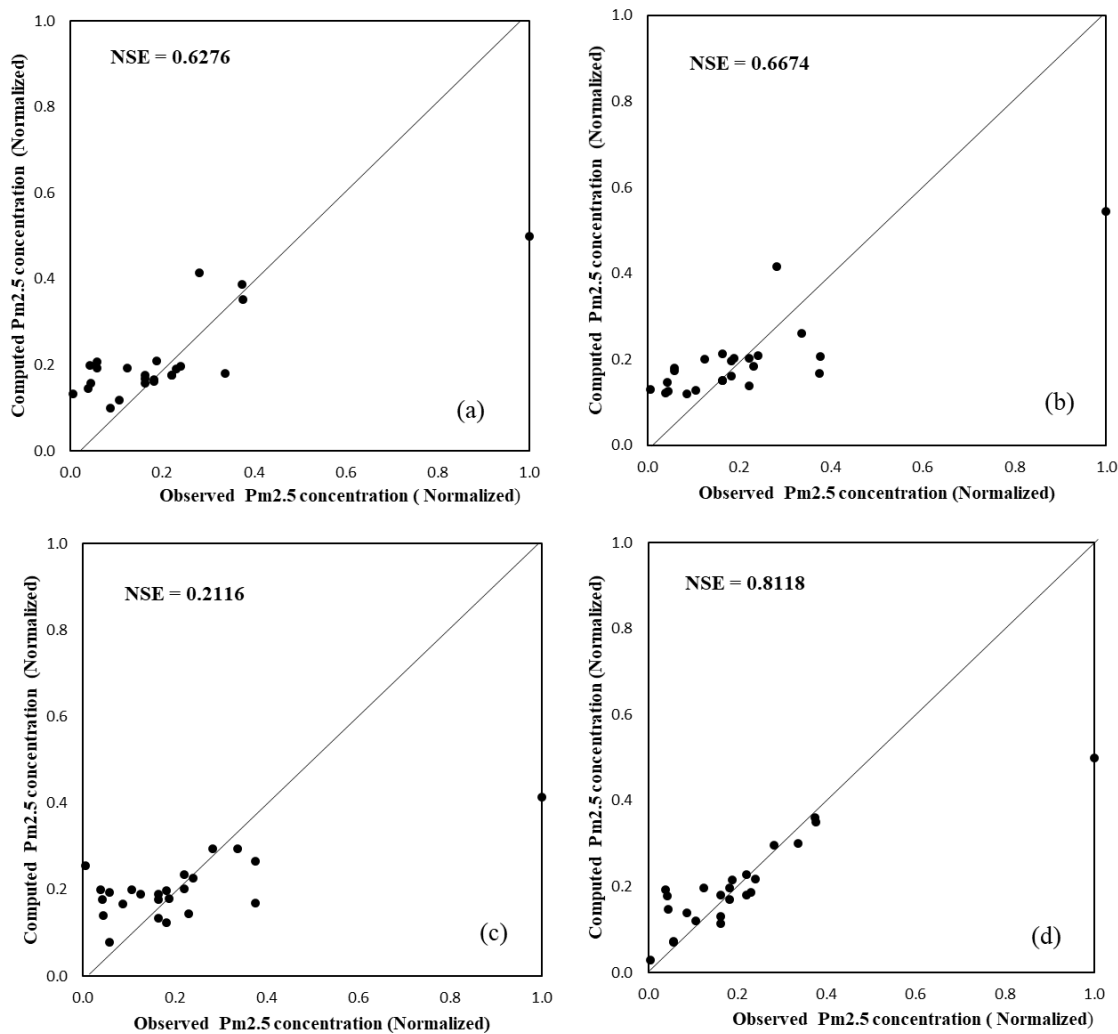 1.0
0.8
0.6
0.4
0.2
0.0
Computed Pm2.5 concentration (Normalized)
NSE = 0.6276
(a)
0.0 0.2 0.4 0.6 0.8 1.0
Observed Pm2.5 concentration ( Normalized)
1.0
0.8
0.6
0.4
0.2
0.0
Computed Pm2.5 concentration (Normalized)
NSE = 0.6674
(b)
0.0 0.2 0.4 0.6 0.8 1.0
Observed Pm2.5 concentration (Normalized)
1.0
0.8
0.6
0.4
0.2
0.0
Computed Pm2.5 concentration (Normalized)
NSE = 0.2116
(c)
0.0 0.2 0.4 0.6 0.8 1.0
Observed Pm2.5 concentration (Normalized)
1.0
0.8
0.6
0.4
0.2
0.0
Computed Pm2.5 concentration (Normalized)
NSE = 0.8118
(d)
0.0 0.2 0.4 0.6 0.8 1.0
Observed Pm2.5 concentration ( Normalized)